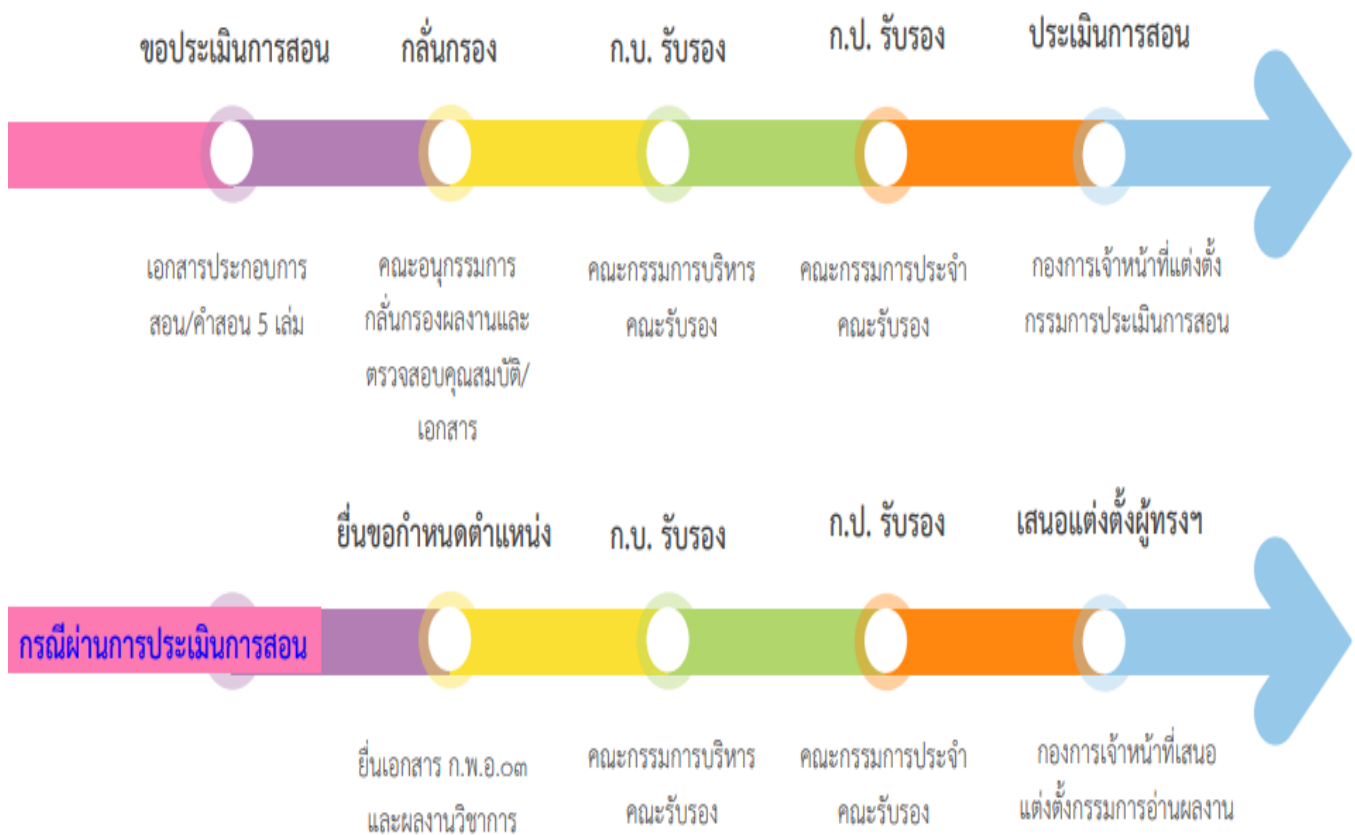 ขอประเมินการสอน
กลั่นกรอง
ก.บ. รับรอง
ก.ป. รับรอง
ประเมินการสอน
เอกสารประกอบการ
สอน/คำสอน 5 เล่ม
คณะอนุกรรมการ
กลั่นกรองผลงานและ
ตรวจสอบคุณสมบัติ/
เอกสาร
คณะกรรมการบริหาร
คณะรับรอง
คณะกรรมการประจำ
คณะรับรอง
กองการเจ้าหน้าที่แต่งตั้ง
กรรมการประเมินการสอน
กรณีผ่านการประเมินการสอน
ยื่นขอกำหนดตำแหน่ง
ก.บ. รับรอง
ก.ป. รับรอง
เสนอแต่งตั้งผู้ทรงฯ
ยื่นเอกสาร ก.พ.อ.๐๓
และผลงานวิชาการ
คณะกรรมการบริหาร
คณะรับรอง
คณะกรรมการประจำ
คณะรับรอง
กองการเจ้าหน้าที่เสนอ
แต่งตั้งกรรมการอ่านผลงาน